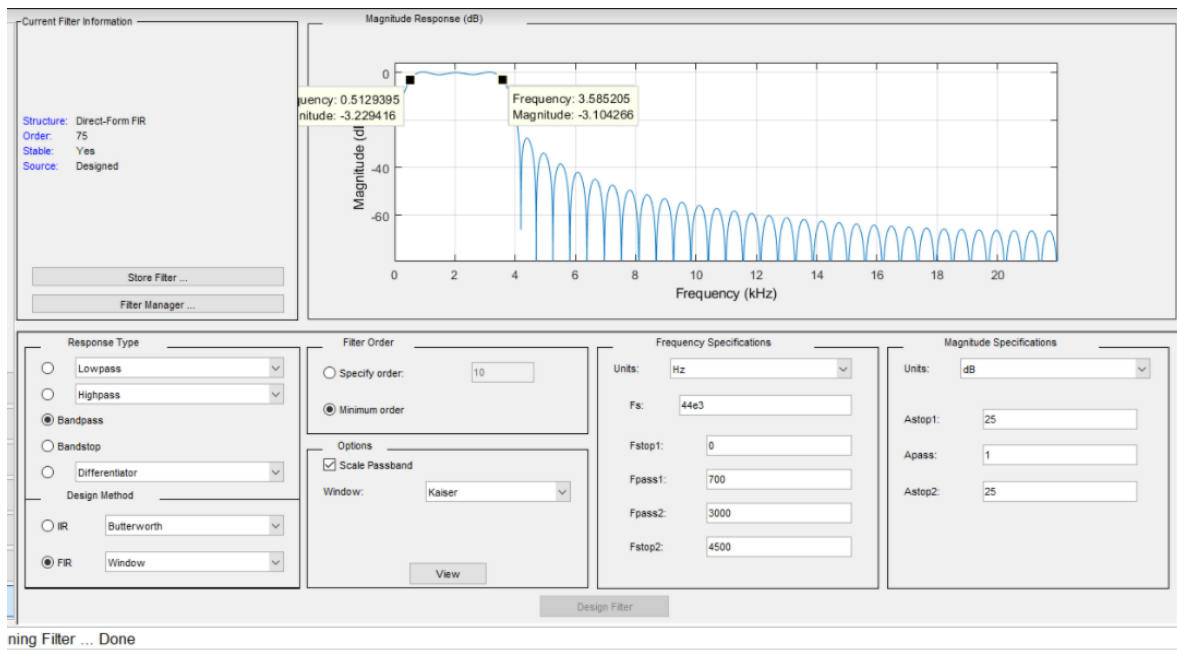 Current Filter Information
Structure: Direct-Form FIR
Order: 75
Stable: Yes
Source: Designed
Store Filter ...
Filter Manager ...
Magnitude Response (dB)
0
-40
-60
Magnitude (dB
quency: 0.5129395
nitude: -3.229416
Frequency: 3.585205
Magnitude: -3.104266
0 2 4 6 8 10 12 14 16 18 20
Frequency (kHz)
Response Type
Lowpass
Highpass
Bandpass
Bandstop
Differentiator
Design Method
IIR Butterworth
FIR Window
Filter Order
Specify order: 10
Minimum order
Options
Scale Passband
Window: Kaiser
View
Frequency Specifications
Units: Hz
Fs: 44e3
Fstop1: 0
Fpass1: 700
Fpass2: 3000
Fstop2: 4500
Magnitude Specifications
Units: dB
Astop1: 25
Apass: 1
Astop2: 25
Design Filter
ning Filter ... Done